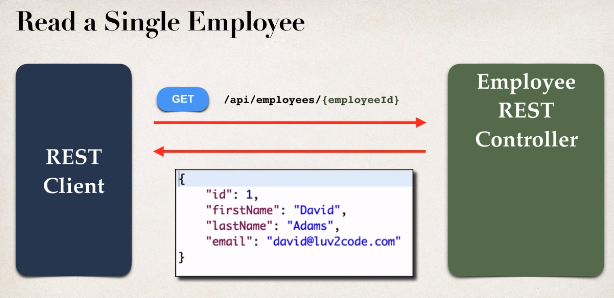 Read a Single Employee
REST
Client
GET /api/employees/{employeeId}
{
"id": 1,
"firstName": "David",
"lastName": "Adams",
"email": "david@luv2code.com"
}
Employee
REST
Controller